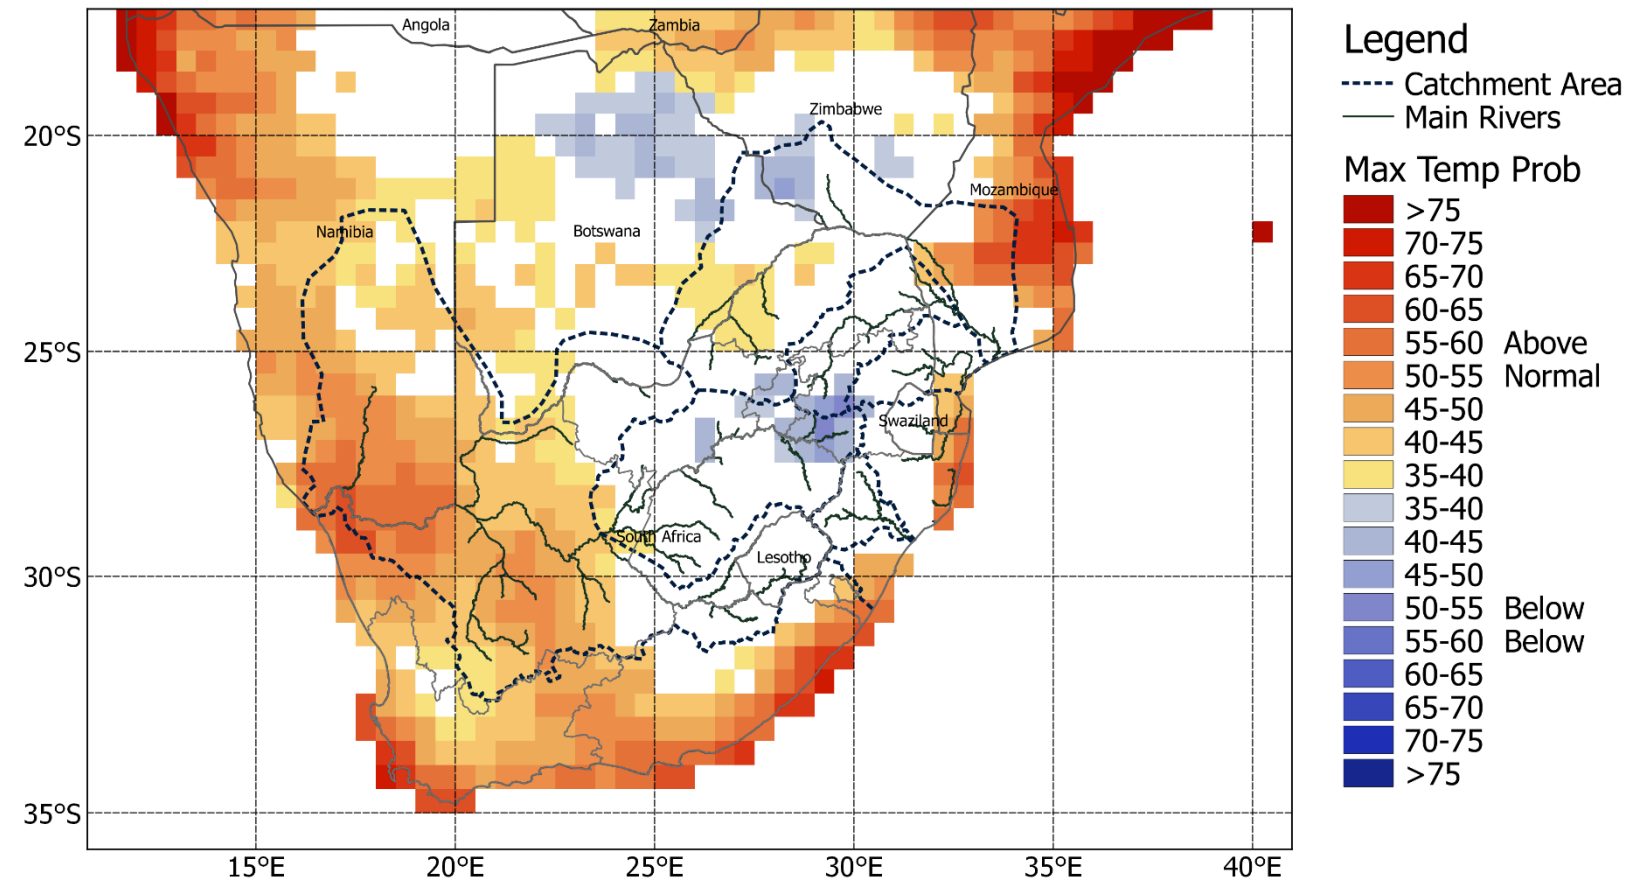 Angola
Zambia
Zimbabwe
Mozambique
Namibia
Botswana
Swaziland
South Africa
Lesotho
20°S
25°S
30°S
35°S
15°E
20°E
25°E
30°E
35°E
40°E
Legend
Catchment Area
Main Rivers
Max Temp Prob
>75
70-75
65-70
60-65
55-60 Above
50-55 Normal
45-50
40-45
35-40
35-40
40-45
45-50
50-55 Below
55-60 Below
60-65
65-70
70-75
>75